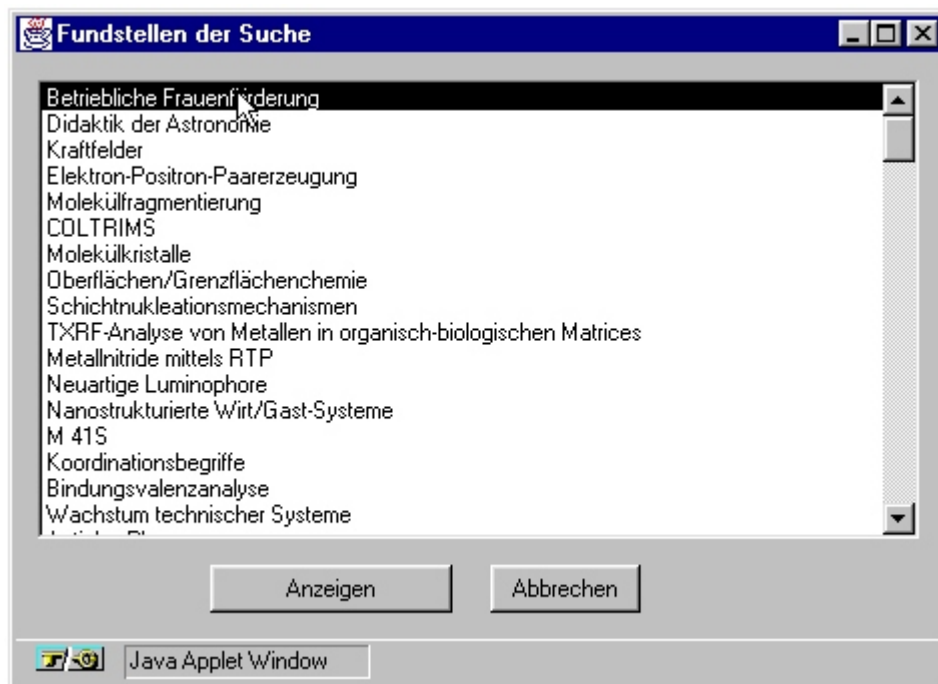 Fundstellen der Suche
Betriebliche Frauenförderung
Didaktik der Astronomie
Kraftfelder
Elektron-Positron-Paarerzeugung
Molekülfragmentierung
COLTRIMS
Molekülkristalle
Oberflächen/Grenzflächenchemie
Schichtnukleationsmechanismen
TXRF-Analyse von Metallen in organisch-biologischen Matrices
Metallnitride mittels RTP
Neuartige Luminophore
Nanostrukturierte Wirt/Gast-Systeme
M 41S
Koordinationsbegriffe
Bindungsvalenzanalyse
Wachstum technischer Systeme
Anzeigen Abbrechen
Java Applet Window